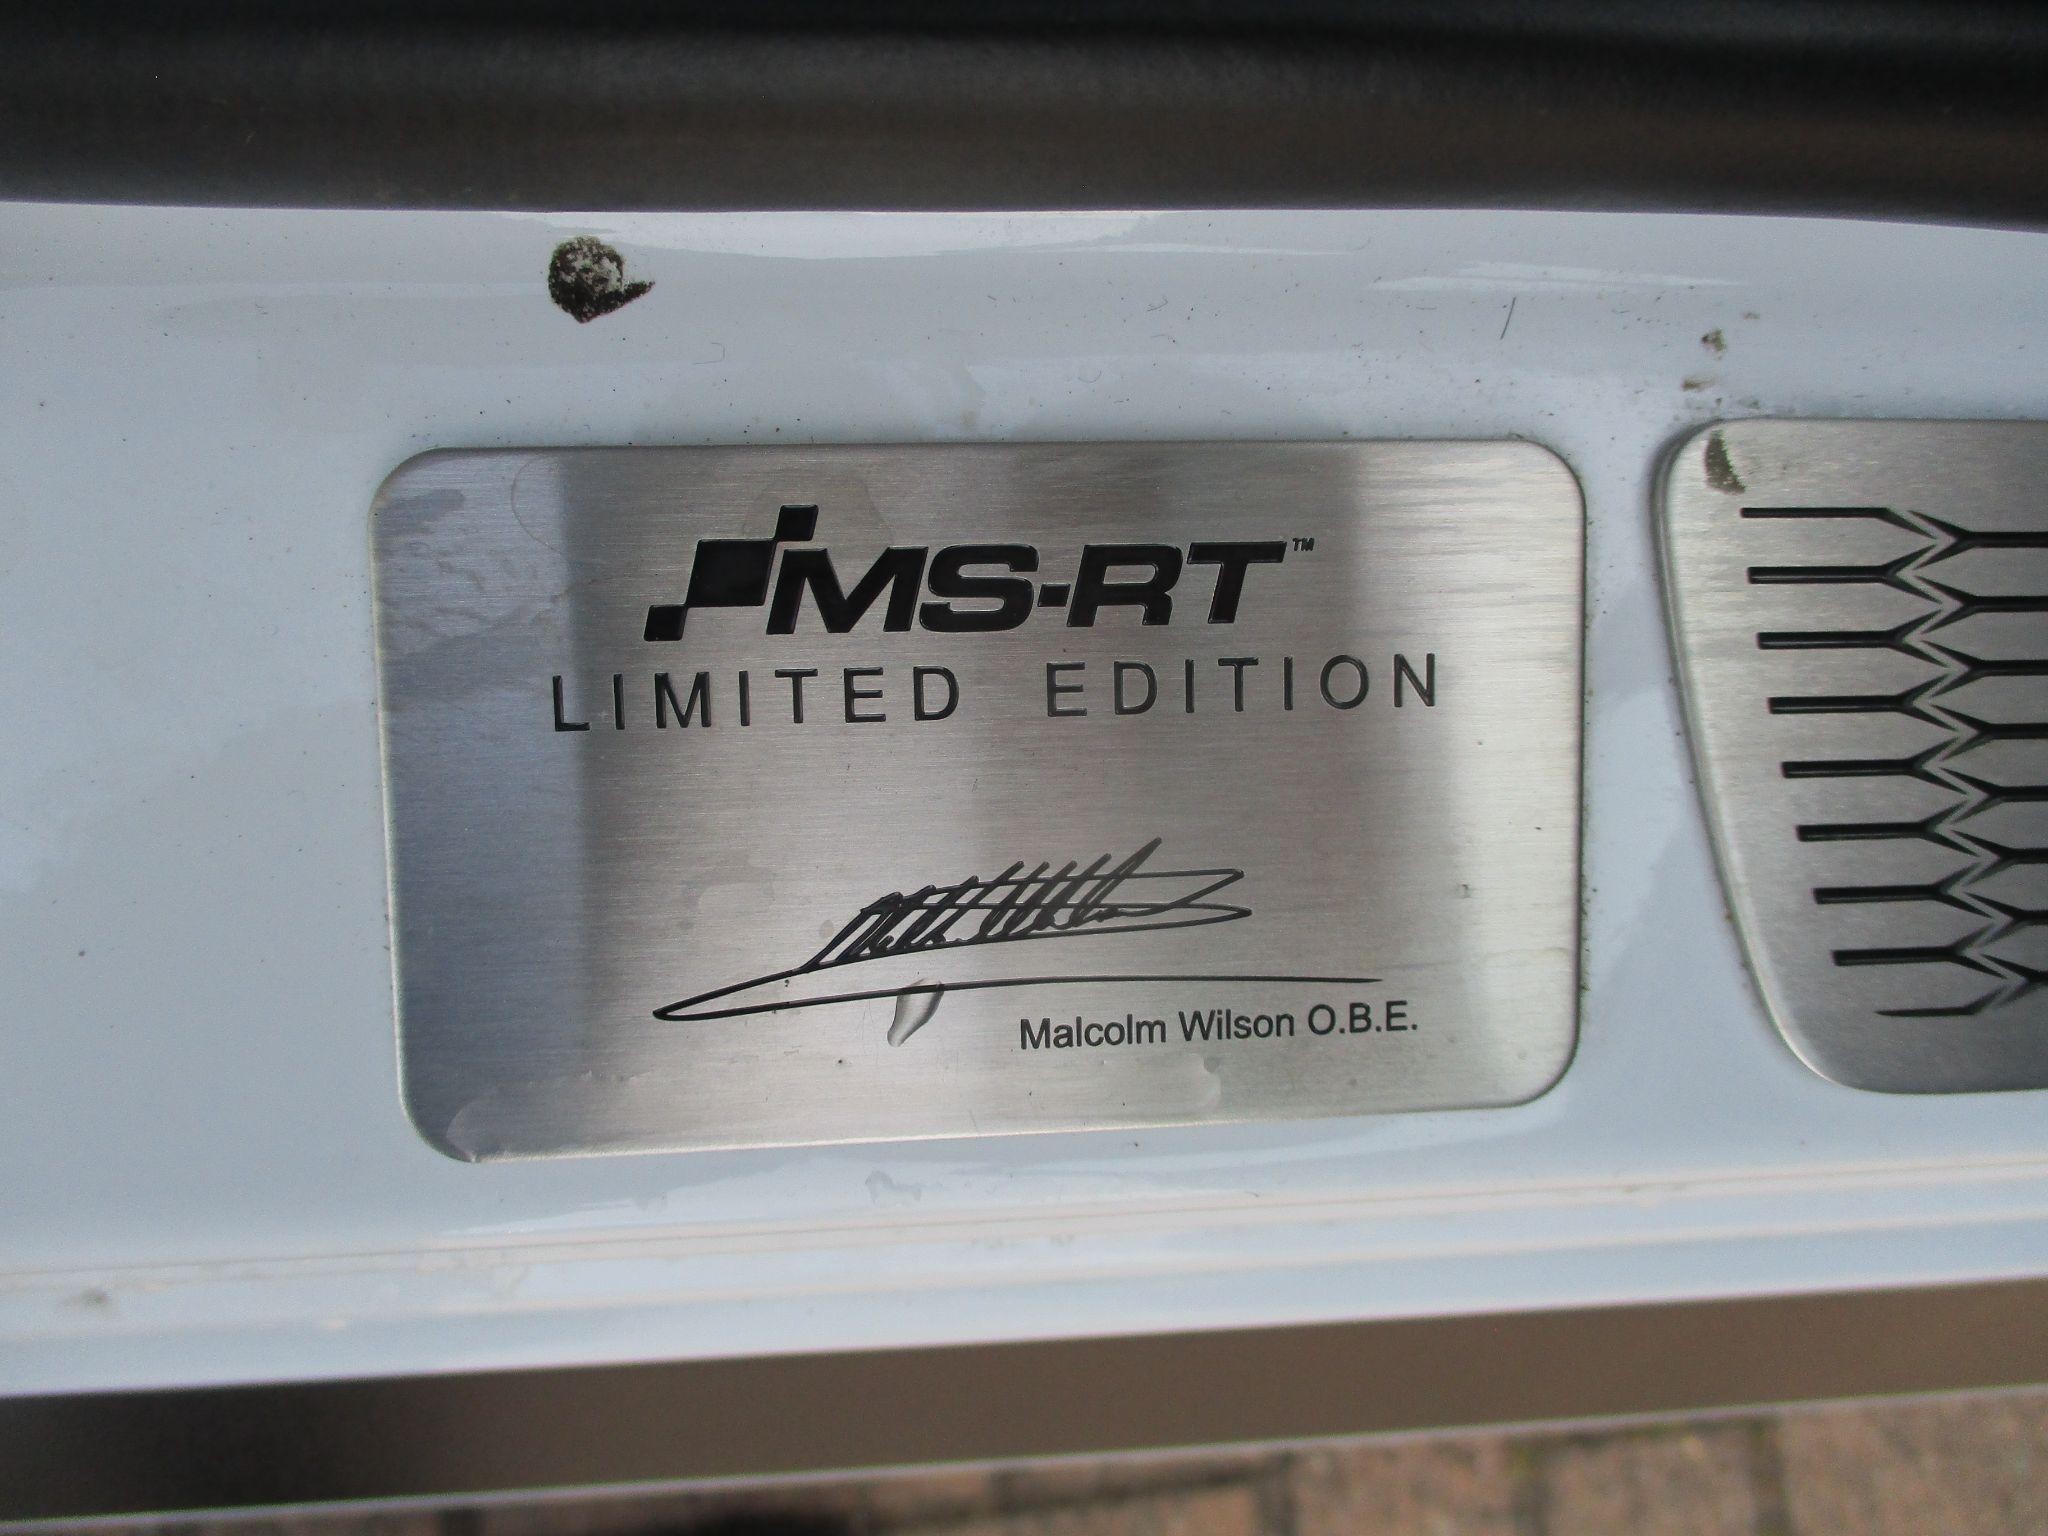 MS-RT™
LIMITED EDITION
Malcolm Wilson O.B.E.